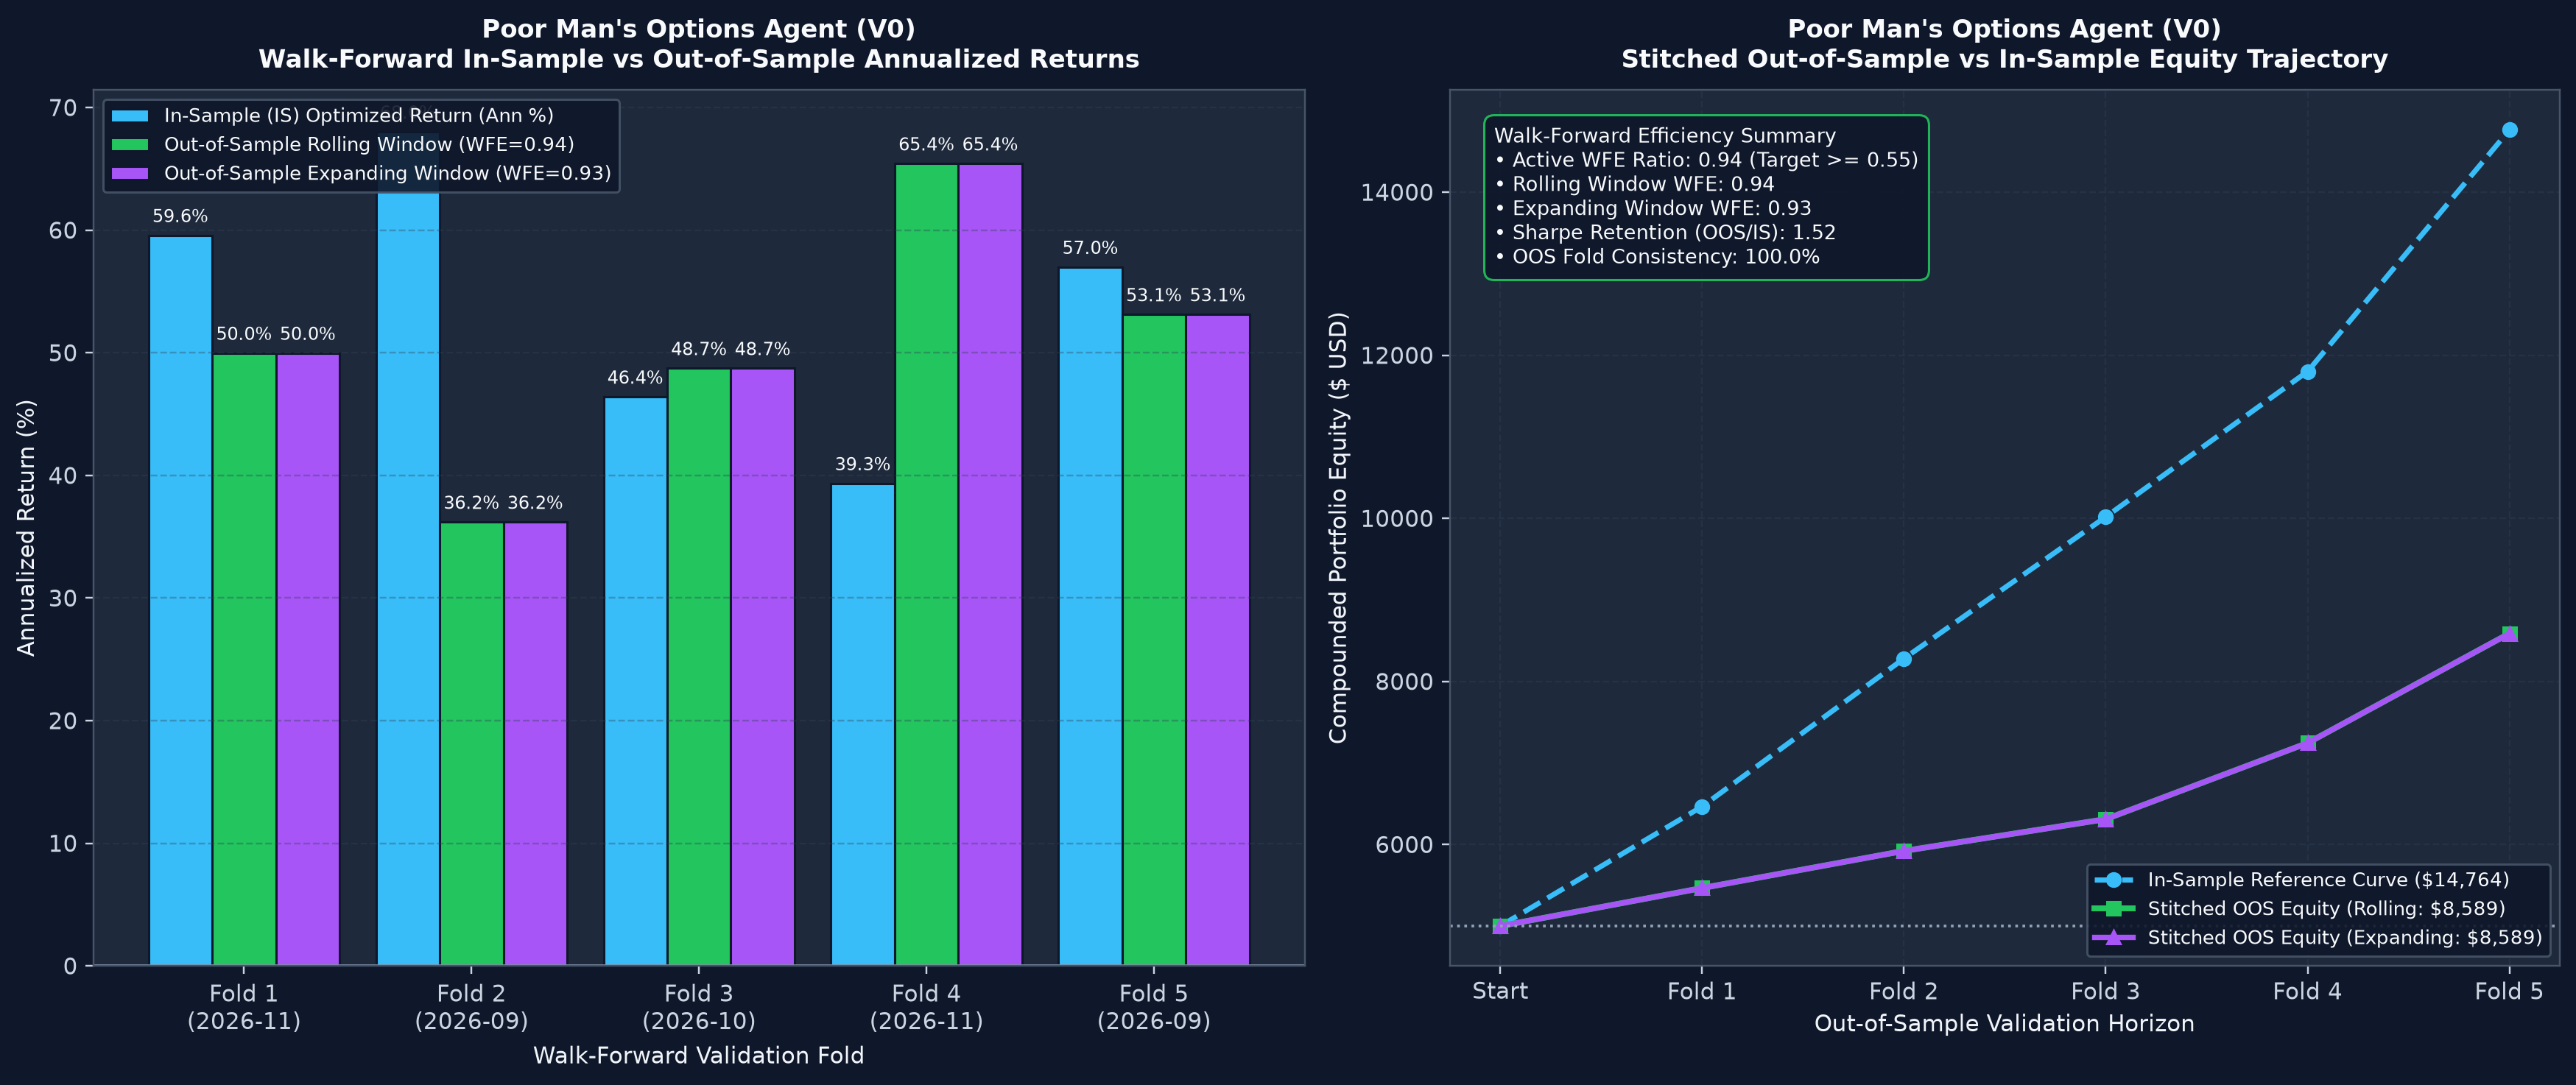 Poor Man's Options Agent (V0)
Walk-Forward In-Sample vs Out-of-Sample Annualized Returns
In-Sample (IS) Optimized Return (Ann %)
Out-of-Sample Rolling Window (WFE=0.94)
Out-of-Sample Expanding Window (WFE=0.93)
Annualized Return (%)
70
60
50
40
30
20
10
0
59.6%
50.0%
50.0%
36.2%
36.2%
46.4%
48.7%
48.7%
39.3%
65.4%
65.4%
57.0%
53.1%
53.1%
Fold 1
(2026-11)
Fold 2
(2026-09)
Fold 3
(2026-10)
Fold 4
(2026-11)
Fold 5
(2026-09)
Walk-Forward Validation Fold
Poor Man's Options Agent (V0)
Stitched Out-of-Sample vs In-Sample Equity Trajectory
Walk-Forward Efficiency Summary
• Active WFE Ratio: 0.94 (Target >= 0.55)
• Rolling Window WFE: 0.94
• Expanding Window WFE: 0.93
• Sharpe Retention (OOS/IS): 1.52
• OOS Fold Consistency: 100.0%
Compounded Portfolio Equity ($ USD)
14000
12000
10000
8000
6000
In-Sample Reference Curve ($14,764)
Stitched OOS Equity (Rolling: $8,589)
Stitched OOS Equity (Expanding: $8,589)
Start
Fold 1
Fold 2
Fold 3
Fold 4
Fold 5
Out-of-Sample Validation Horizon